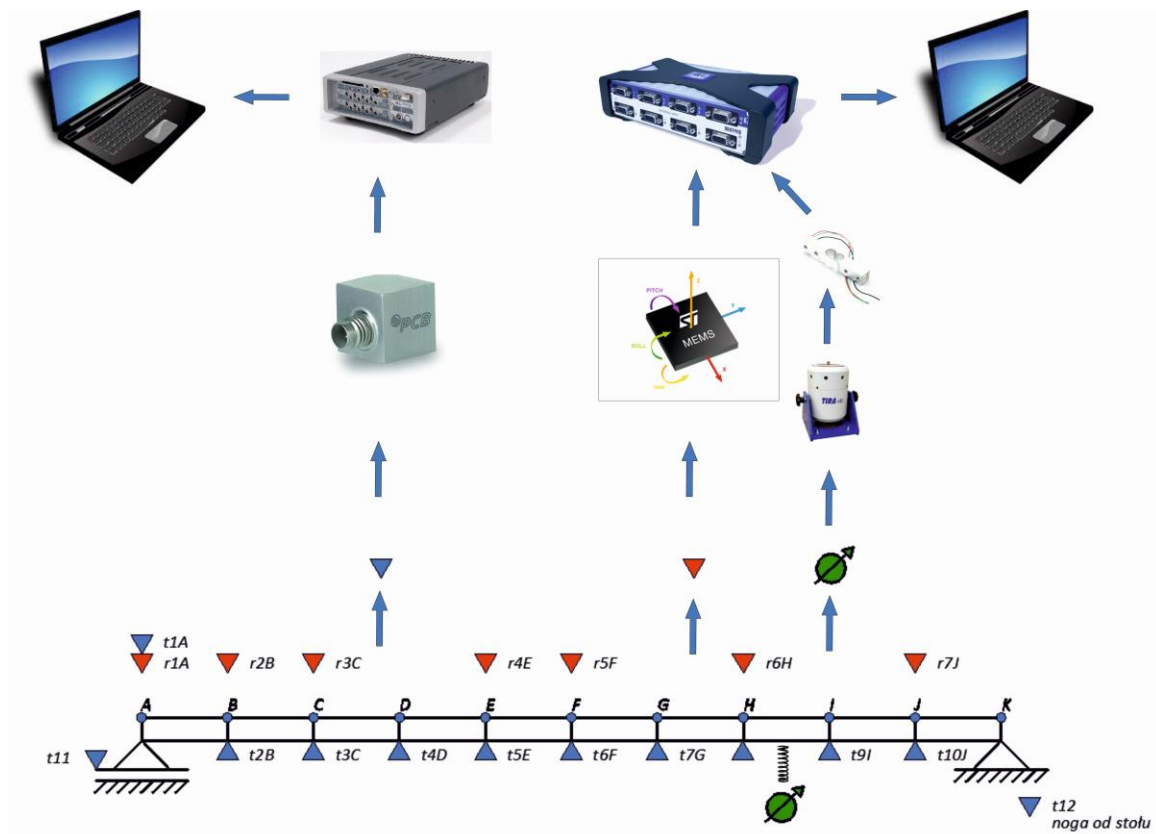 PCB
PITCH
Z
Y
ROLL
ST
MEMS
YAW
X
TIRA
t1A
r1A
r2B
r3C
r4E
r5F
r6H
r7J
A
B
C
D
E
F
G
H
I
J
K
t11
t2B
t3C
t4D
t5E
t6F
t7G
t9I
t10J
t12
noga od stołu